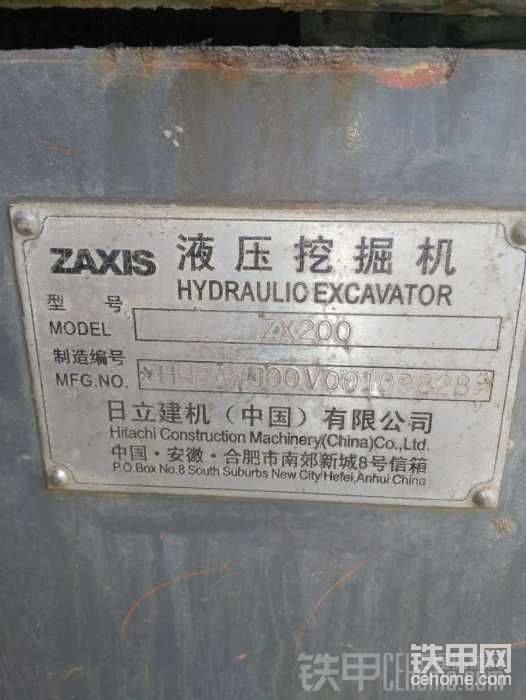 ZAXIS 液压挖掘机
HYDRAULIC EXCAVATOR
型 号
MODEL ZX200
制造编号
MFG.NO.
日立建机（中国）有限公司
Hitachi Construction Machinery(China)Co.,Ltd.
中国·安徽·合肥市南郊新城8号信箱
P.O.Box No.8 South Suburbs New City Hefei,Anhui China
铁甲网
cehome.com